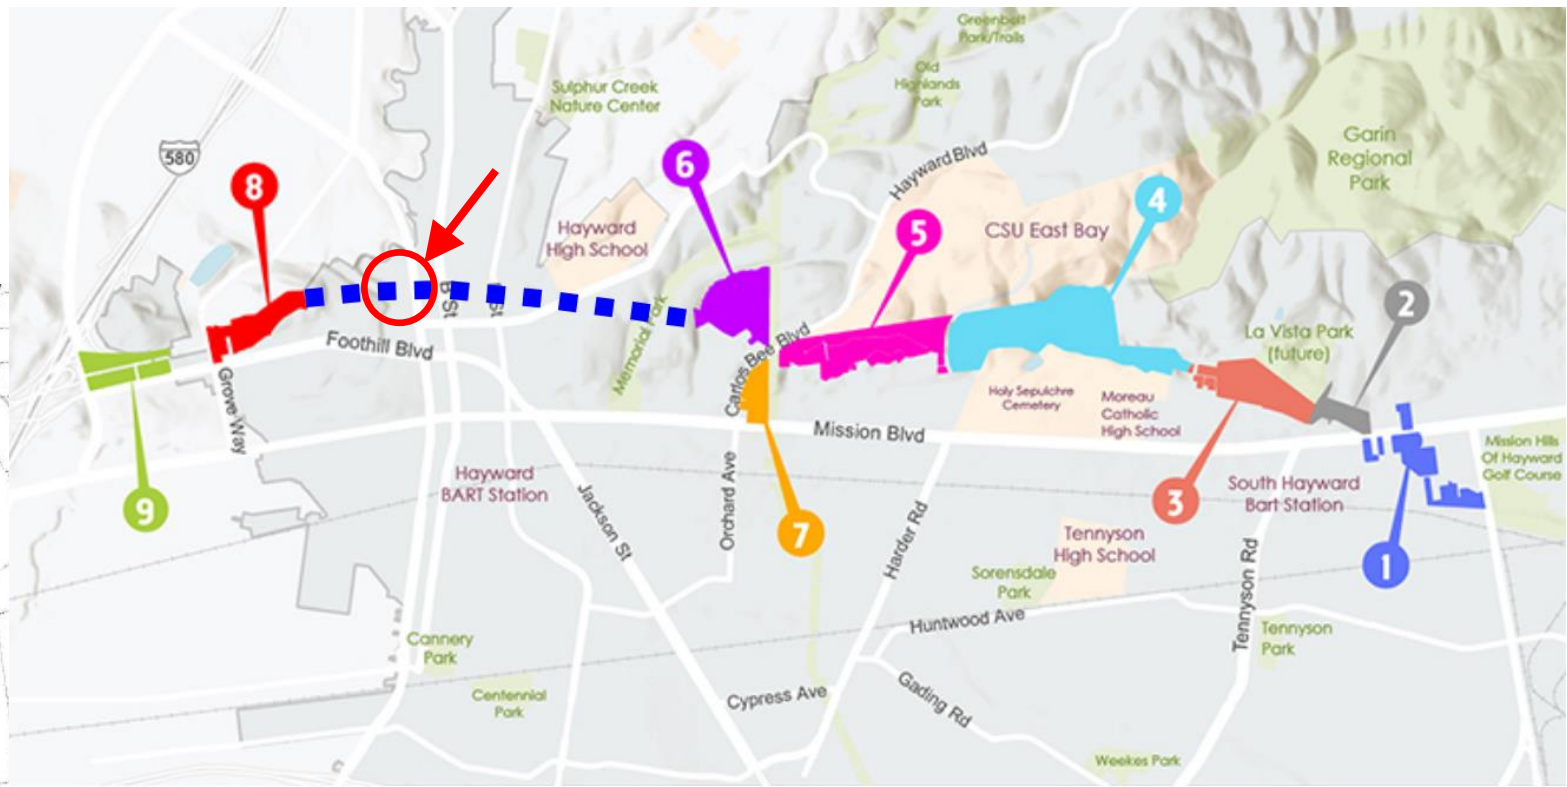 Greenbelt
Park/Trails
Old
Highlands
Park
Sulphur Creek
Nature Center
Garin
Regional
Park
580
8
6
Hayward Blvd
4
5
CSU East Bay
Hayward
High School
2
B St
St
Memorial Park
La Vista Park
(future)
Foothill Blvd
Carlos Bee Blvd
Grove Way
Holy Sepulchre
Cemetery
Moreau
Catholic
High School
Mission Blvd
Mission Hills
Of Hayward
Golf Course
Hayward
BART Station
9
Jackson St
Orchard Ave
7
Harder Rd
3
South Hayward
Bart Station
1
Tennyson
High School
Sorensdale
Park
Huntwood Ave
Tennyson Rd
Tennyson
Park
Cannery
Park
Centennial
Park
Cypress Ave
Gading Rd
Weekes Park